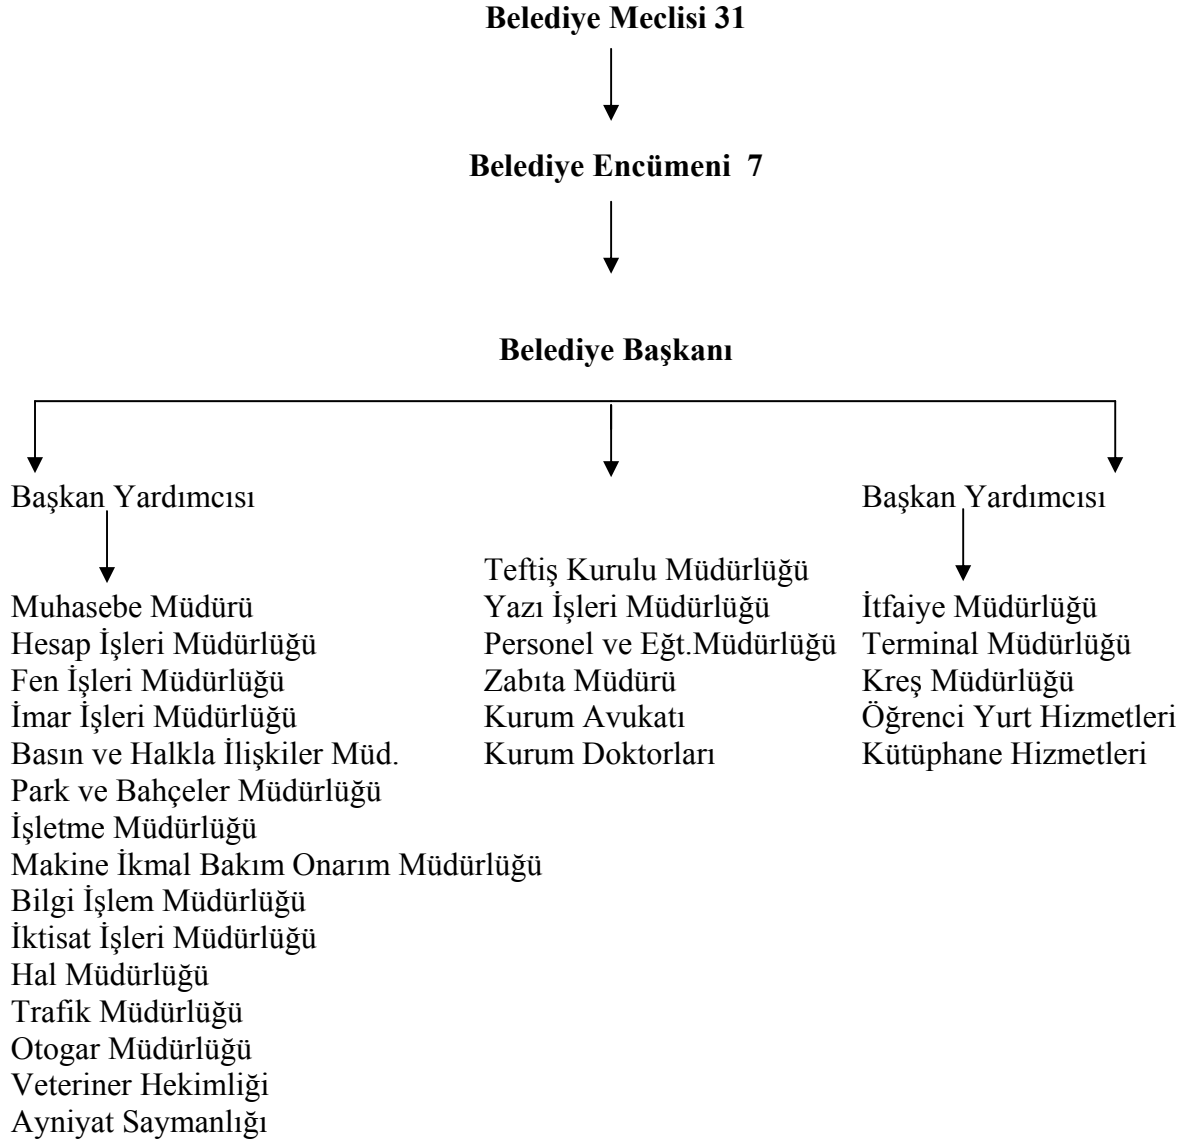 Belediye Meclisi 31
Belediye Encümeni 7
Belediye Başkanı
Başkan Yardımcısı
Muhasebe Müdürü
Hesap İşleri Müdürlüğü
Fen İşleri Müdürlüğü
İmar İşleri Müdürlüğü
Basın ve Halkla İlişkiler Müd.
Park ve Bahçeler Müdürlüğü
İşletme Müdürlüğü
Makine İkmal Bakım Onarım Müdürlüğü
Bilgi İşlem Müdürlüğü
İktisat İşleri Müdürlüğü
Hal Müdürlüğü
Trafik Müdürlüğü
Otogar Müdürlüğü
Veteriner Hekimliği
Ayniyat Saymanlığı
Teftiş Kurulu Müdürlüğü
Yazı İşleri Müdürlüğü
Personel ve Eğt.Müdürlüğü
Zabıta Müdürü
Kurum Avukatı
Kurum Doktorları
Başkan Yardımcısı
İtfaiye Müdürlüğü
Terminal Müdürlüğü
Kreş Müdürlüğü
Öğrenci Yurt Hizmetleri
Kütüphane Hizmetleri